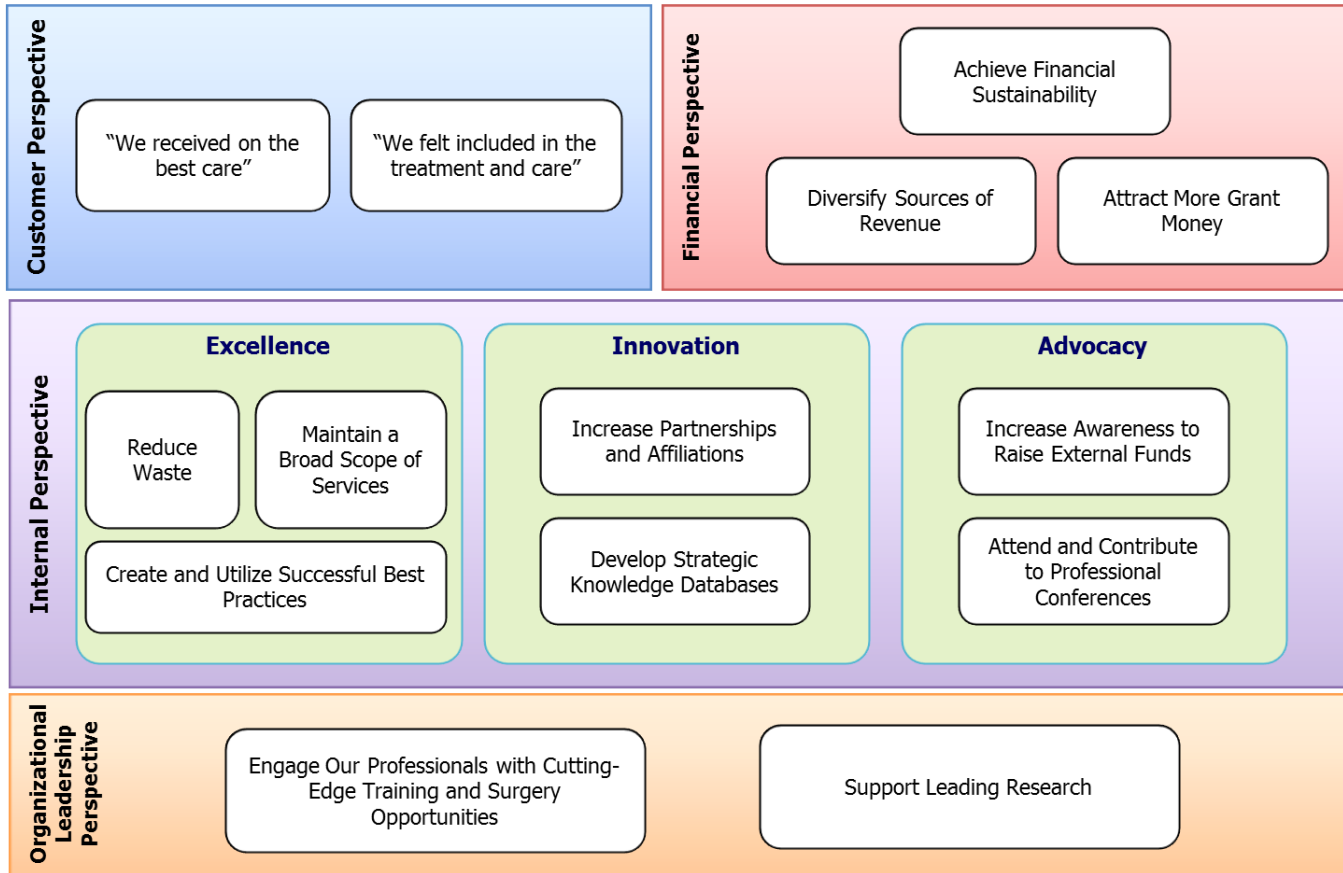 Customer Perspective
“We received on the
best care”
“We felt included in the
treatment and care”
Financial Perspective
Achieve Financial
Sustainability
Diversify Sources of
Revenue
Attract More Grant
Money
Internal Perspective
Excellence
Reduce
Waste
Maintain a
Broad Scope of
Services
Create and Utilize Successful Best
Practices
Innovation
Increase Partnerships
and Affiliations
Develop Strategic
Knowledge Databases
Advocacy
Increase Awareness to
Raise External Funds
Attend and Contribute
to Professional
Conferences
Organizational
Leadership
Perspective
Engage Our Professionals with Cutting-
Edge Training and Surgery
Opportunities
Support Leading Research